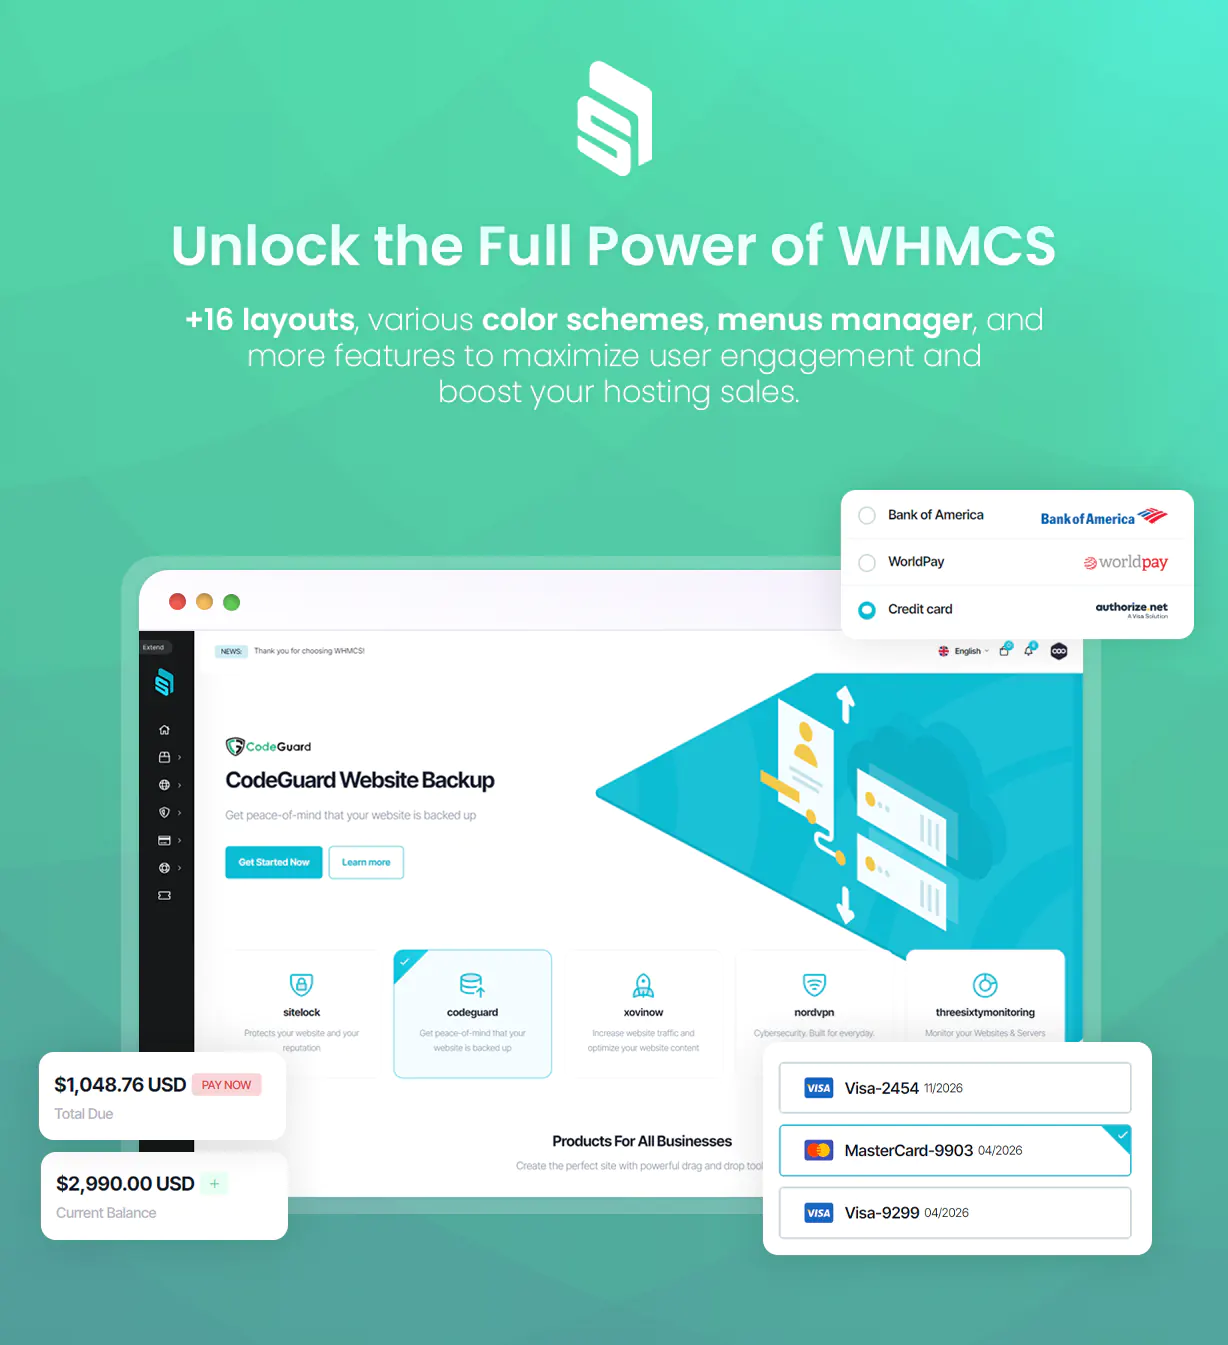 Unlock the Full Power of WHMCS
+16 layouts, various color schemes, menus manager, and
more features to maximize user engagement and
boost your hosting sales.
Bank of America
Bank of America
WorldPay
worldpay
Credit card
authorize.net
A Visa Solution
Extend
NEWS:
Thank you for choosing WHMCS!
English
CodeGuard
CodeGuard Website Backup
Get peace-of-mind that your website is backed up
Get Started Now
Learn more
sitelock
Protects your website and your
reputation
codeguard
Get peace-of-mind that your
website is backed up
xovinow
Increase website traffic and
optimize your website content
nordvpn
Cybersecurity. Built for everyday.
threesixtymonitoring
Monitor your Websites & Servers
$1,048.76 USD PAY NOW
Total Due
$2,990.00 USD +
Current Balance
Products For All Businesses
Create the perfect site with powerful drag and drop
VISA Visa-2454 11/2026
MasterCard-9903 04/2026
VISA Visa-9299 04/2026